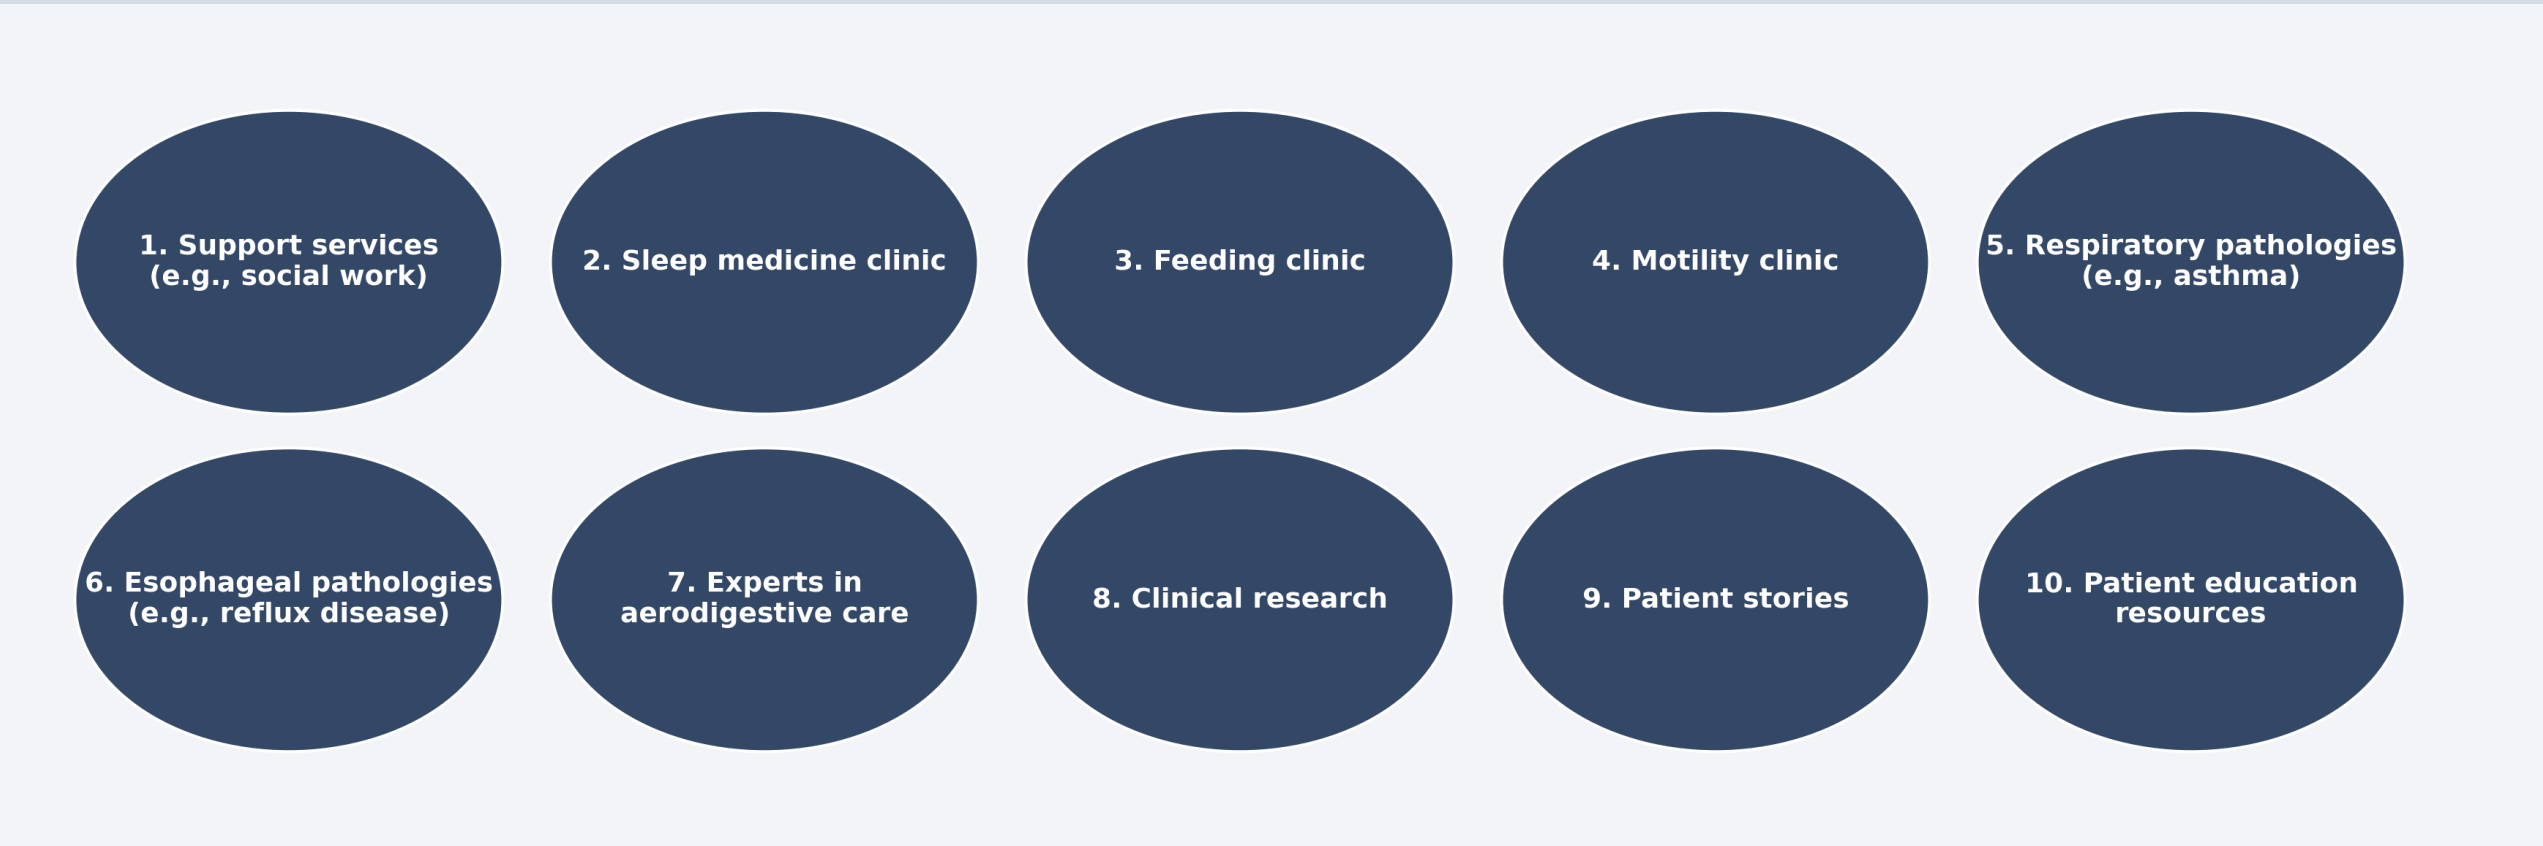 1. Support services
(e.g., social work)
2. Sleep medicine clinic
3. Feeding clinic
4. Motility clinic
5. Respiratory pathologies
(e.g., asthma)
6. Esophageal pathologies
(e.g., reflux disease)
7. Experts in
aerodigestive care
8. Clinical research
9. Patient stories
10. Patient education
resources